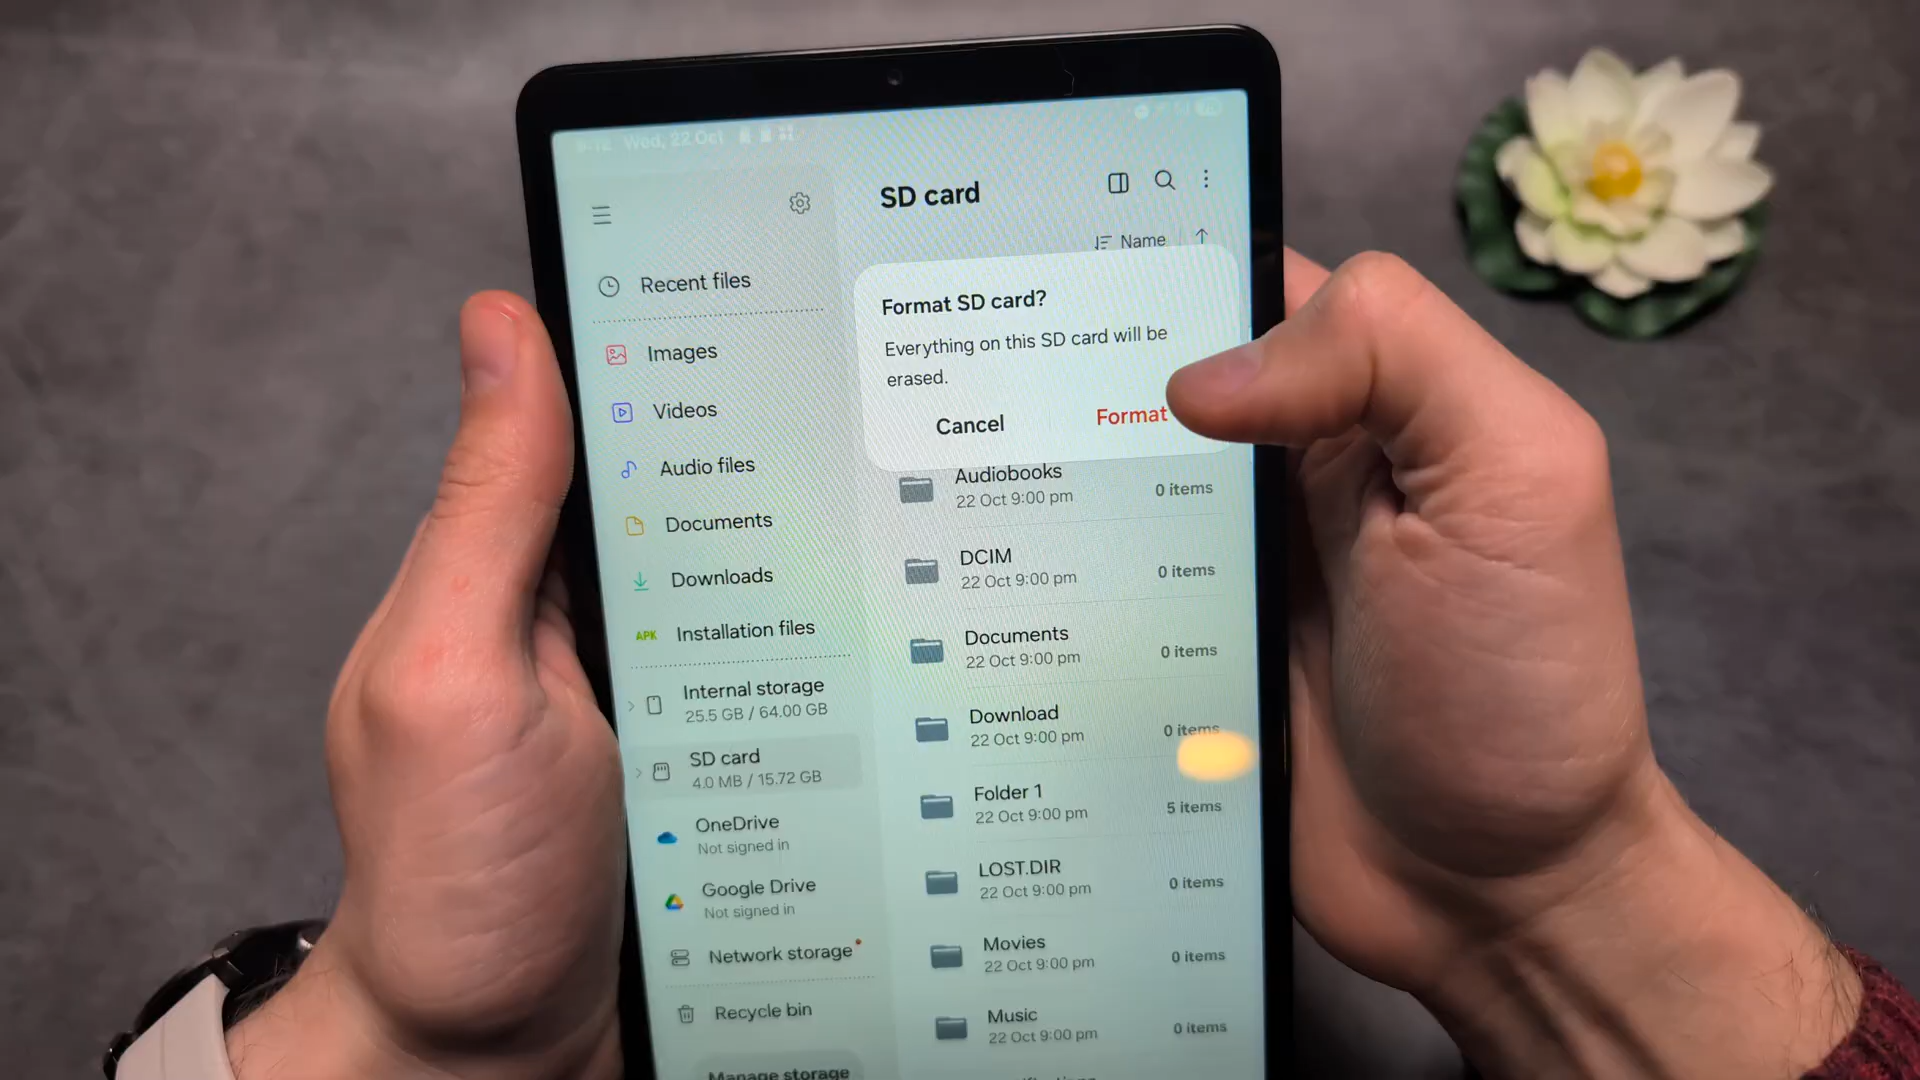 Wed, 22 Oct
Recent files
Images
Videos
Audio files
Documents
Downloads
APK Installation files
Internal storage
25.5 GB / 64.00 GB
SD card
4.0 MB / 15.72 GB
OneDrive
Not signed in
Google Drive
Not signed in
Network storage
Recycle bin
Manage storage
SD card
Name
Format SD card?
Everything on this SD card will be
erased.
Cancel
Format
Audiobooks
22 Oct 9:00 pm
0 items
DCIM
22 Oct 9:00 pm
0 items
Documents
22 Oct 9:00 pm
0 items
Download
22 Oct 9:00 pm
0 items
Folder 1
22 Oct 9:00 pm
5 items
LOST.DIR
22 Oct 9:00 pm
0 items
Movies
22 Oct 9:00 pm
0 items
Music
22 Oct 9:00 pm
0 items